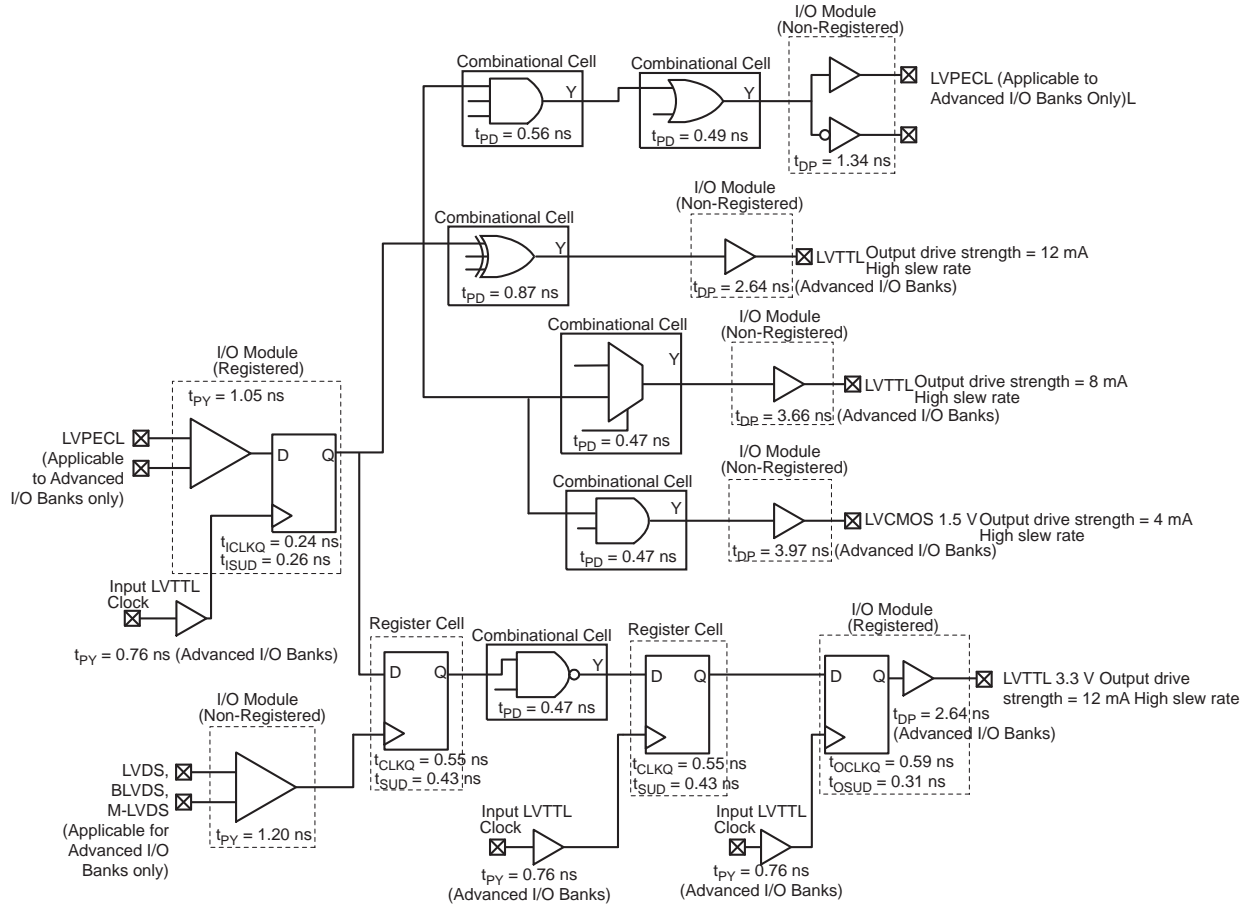 I/O Module
(Non-Registered)
Combinational Cell
Y
tPD = 0.56 ns
Combinational Cell
Y
tPD = 0.49 ns
tDP = 1.34 ns
LVPECL (Applicable to
Advanced I/O Banks Only)L
I/O Module
(Non-Registered)
Combinational Cell
Y
tPD = 0.87 ns
tDP = 2.64 ns (Advanced I/O Banks)
LVTTL Output drive strength = 12 mA
High slew rate
Combinational Cell
Y
tPD = 0.47 ns
I/O Module
(Non-Registered)
tDP = 3.66 ns (Advanced I/O Banks)
LVTTL Output drive strength = 8 mA
High slew rate
I/O Module
(Registered)
tPY = 1.05 ns
LVPECL
(Applicable
to Advanced
I/O Banks only)
D
Q
tICLKQ = 0.24 ns
tISUD = 0.26 ns
Input LVTTL
Clock
tPY = 0.76 ns (Advanced I/O Banks)
Combinational Cell
Y
tPD = 0.47 ns
I/O Module
(Non-Registered)
tDP = 3.97 ns (Advanced I/O Banks)
LVCMOS 1.5 V Output drive strength = 4 mA
High slew rate
Register Cell
D
Q
tCLKQ = 0.55 ns
tSUD = 0.43 ns
Combinational Cell
Y
tPD = 0.47 ns
Register Cell
D
Q
tCLKQ = 0.55 ns
tSUD = 0.43 ns
I/O Module
(Registered)
D
Q
tDP = 2.64 ns
(Advanced I/O Banks)
tOCLKQ = 0.59 ns
tOSUD = 0.31 ns
LVTTL 3.3 V Output drive
strength = 12 mA High slew rate
I/O Module
(Non-Registered)
LVDS,
BLVDS,
M-LVDS
(Applicable for
Advanced I/O
Banks only)
tPY = 1.20 ns
Input LVTTL
Clock
tPY = 0.76 ns
(Advanced I/O Banks)
Input LVTTL
Clock
tPY = 0.76 ns
(Advanced I/O Banks)